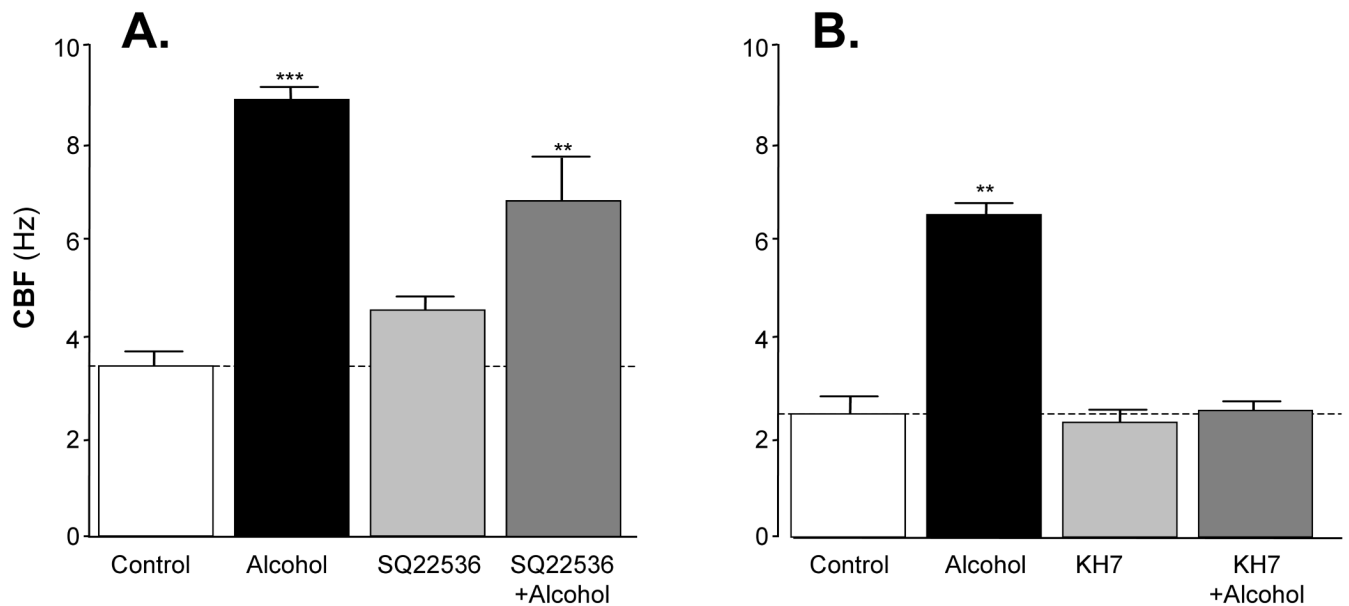 A.
CBF (Hz)
10
8
6
4
2
0
***
**
Control
Alcohol
SQ22536
SQ22536
+Alcohol
B.
10
8
6
4
2
0
**
Control
Alcohol
KH7
KH7
+Alcohol